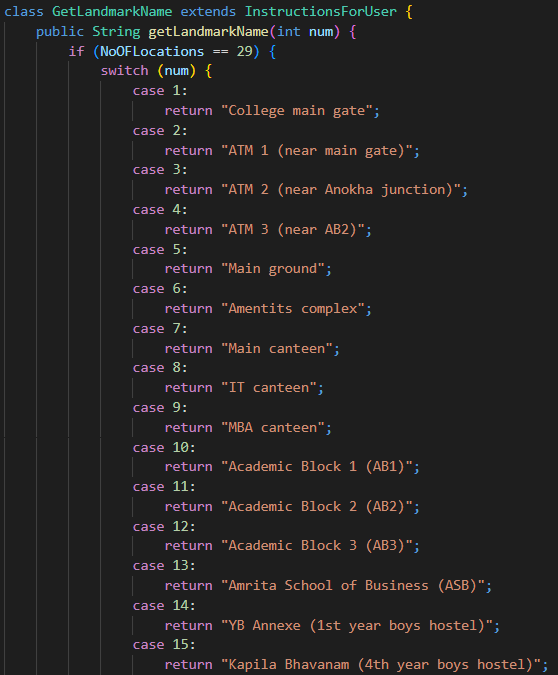 class GetLandmarkName extends InstructionsForUser {
public String getLandmarkName(int num) {
if (NoOFLocations == 29) {
switch (num) {
case 1:
return "College main gate";
case 2:
return "ATM 1 (near main gate)";
case 3:
return "ATM 2 (near Anokha junction)";
case 4:
return "ATM 3 (near AB2)";
case 5:
return "Main ground";
case 6:
return "Amentits complex";
case 7:
return "Main canteen";
case 8:
return "IT canteen";
case 9:
return "MBA canteen";
case 10:
return "Academic Block 1 (AB1)";
case 11:
return "Academic Block 2 (AB2)";
case 12:
return "Academic Block 3 (AB3)";
case 13:
return "Amrita School of Business (ASB)";
case 14:
return "YB Annexe (1st year boys hostel)";
case 15:
return "Kapila Bhavanam (4th year boys hostel)";